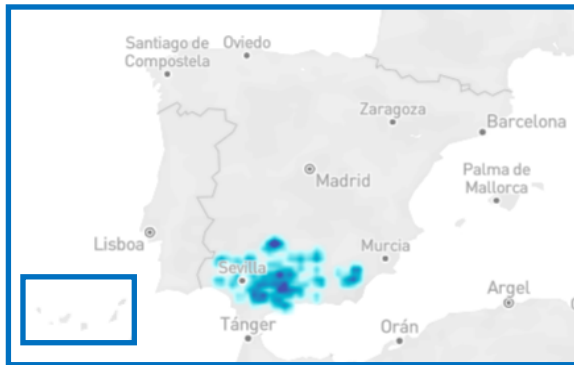 Santiago de
Compostela
Oviedo
Zaragoza
Barcelona
Madrid
Palma de
Mallorca
Lisboa
Murcia
Sevilla
Argel
Tánger
Orán